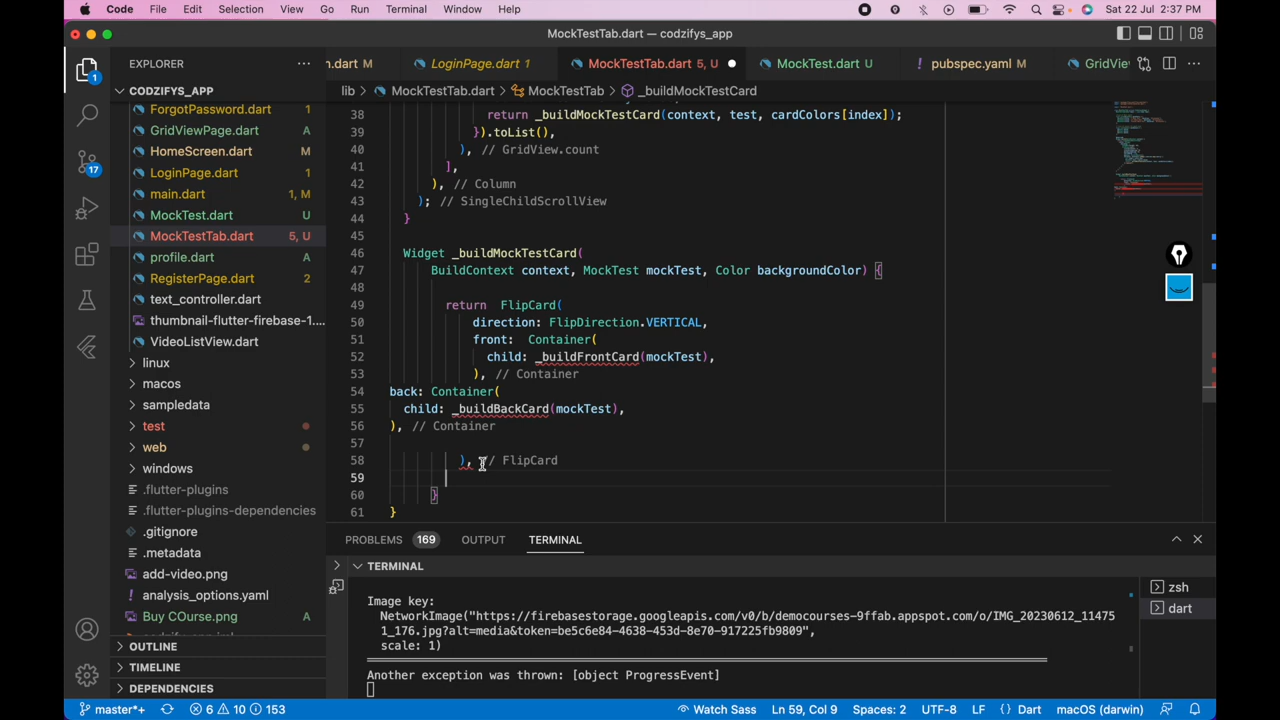 Code File Edit Selection View Go Run Terminal Window Help Sat 22 Jul 2:37 PM
MockTestTab.dart — codzifys_app
EXPLORER
n.dart M LoginPage.dart 1 MockTestTab.dart 5, U MockTest.dart U pubspec.yaml M GridView
lib MockTestTab.dart MockTestTab _buildMockTestCard
CODZIFYS_APP
ForgotPassword.dart 1
GridViewPage.dart A
HomeScreen.dart M
LoginPage.dart 1
main.dart 1, M
MockTest.dart U
MockTestTab.dart 5, U
profile.dart A
RegisterPage.dart 2
text_controller.dart
thumbnail-flutter-firebase-1....
VideoListView.dart
linux
macos
sampledata
test
web
windows
.flutter-plugins
.flutter-plugins-dependencies
.gitignore
.metadata
add-video.png
analysis_options.yaml
Buy COurse.png A
OUTLINE
TIMELINE
DEPENDENCIES
1
17
38 return _buildMockTestCard(context, test, cardColors[index]);
39 }).toList(),
40 ), // GridView.count
41 ],
42 ), // Column
43 ); // SingleChildScrollView
44 }
45
46 Widget _buildMockTestCard(
47 BuildContext context, MockTest mockTest, Color backgroundColor) {
48
49 return FlipCard(
50 direction: FlipDirection.VERTICAL,
51 front: Container(
52 child: _buildFrontCard(mockTest),
53 ), // Container
54 back: Container(
55 child: _buildBackCard(mockTest),
56 ), // Container
57
58 ), // FlipCard
59
60 }
61 }
PROBLEMS 169 OUTPUT TERMINAL
TERMINAL
Image key:
NetworkImage("https://firebasestorage.googleapis.com/v0/b/democourses-9ffab.appspot.com/o/IMG_20230612_11475
1_176.jpg?alt=media&token=be5c6e84-4638-453d-8e70-917225fb9809",
scale: 1)
Another exception was thrown: [object ProgressEvent]
zsh
dart
master*+ 6 10 153 Watch Sass Ln 59, Col 9 Spaces: 2 UTF-8 LF {} Dart macOS (darwin)